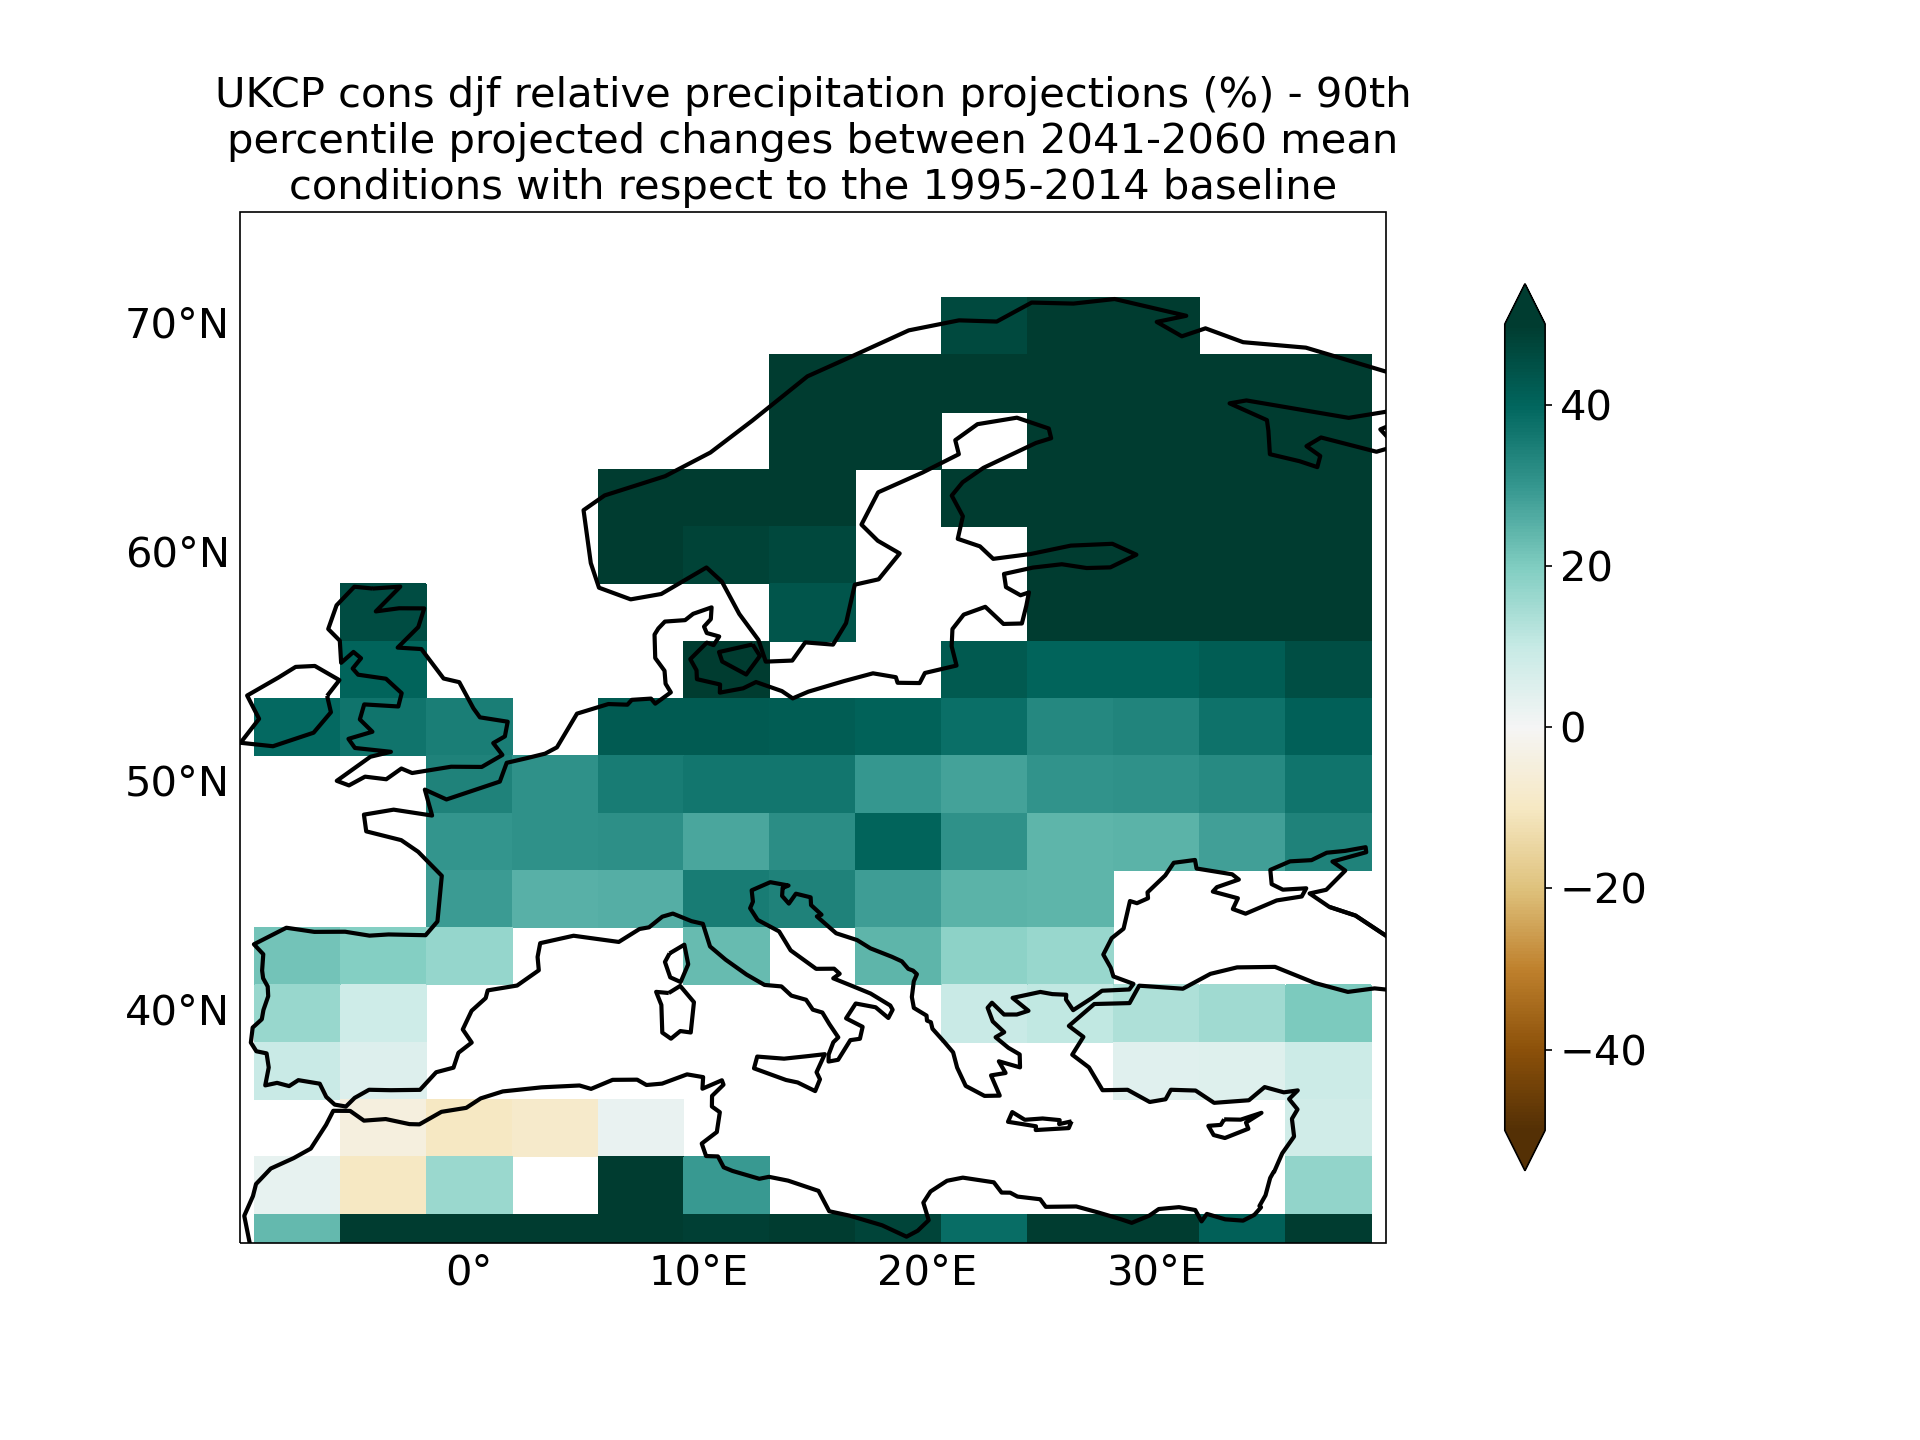 UKCP cons djf relative precipitation projections (%) - 90th
percentile projected changes between 2041-2060 mean
conditions with respect to the 1995-2014 baseline
70°N
60°N
50°N
40°N
0°
10°E
20°E
30°E
40
20
0
−20
−40